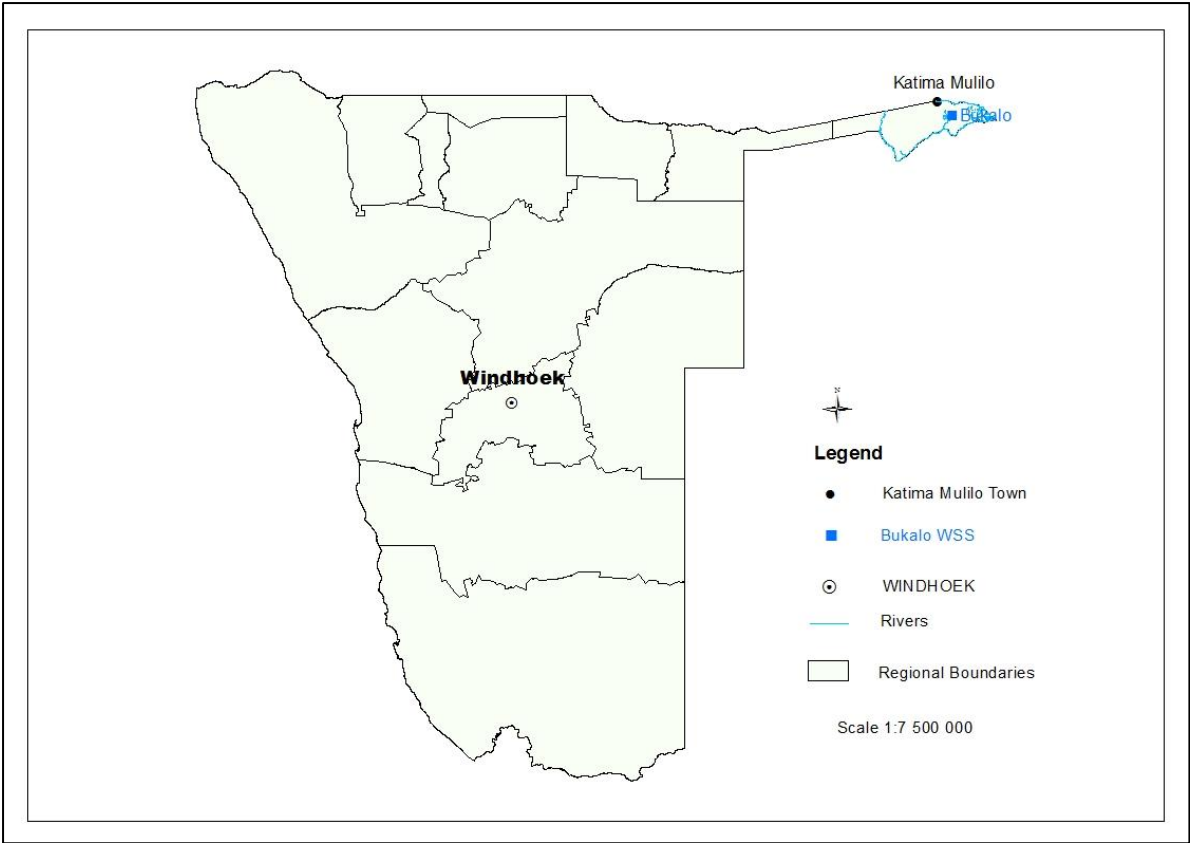 Katima Mulilo
Bukalo
Windhoek
N
Legend
Katima Mulilo Town
Bukalo WSS
WINDHOEK
Rivers
Regional Boundaries
Scale 1:7 500 000